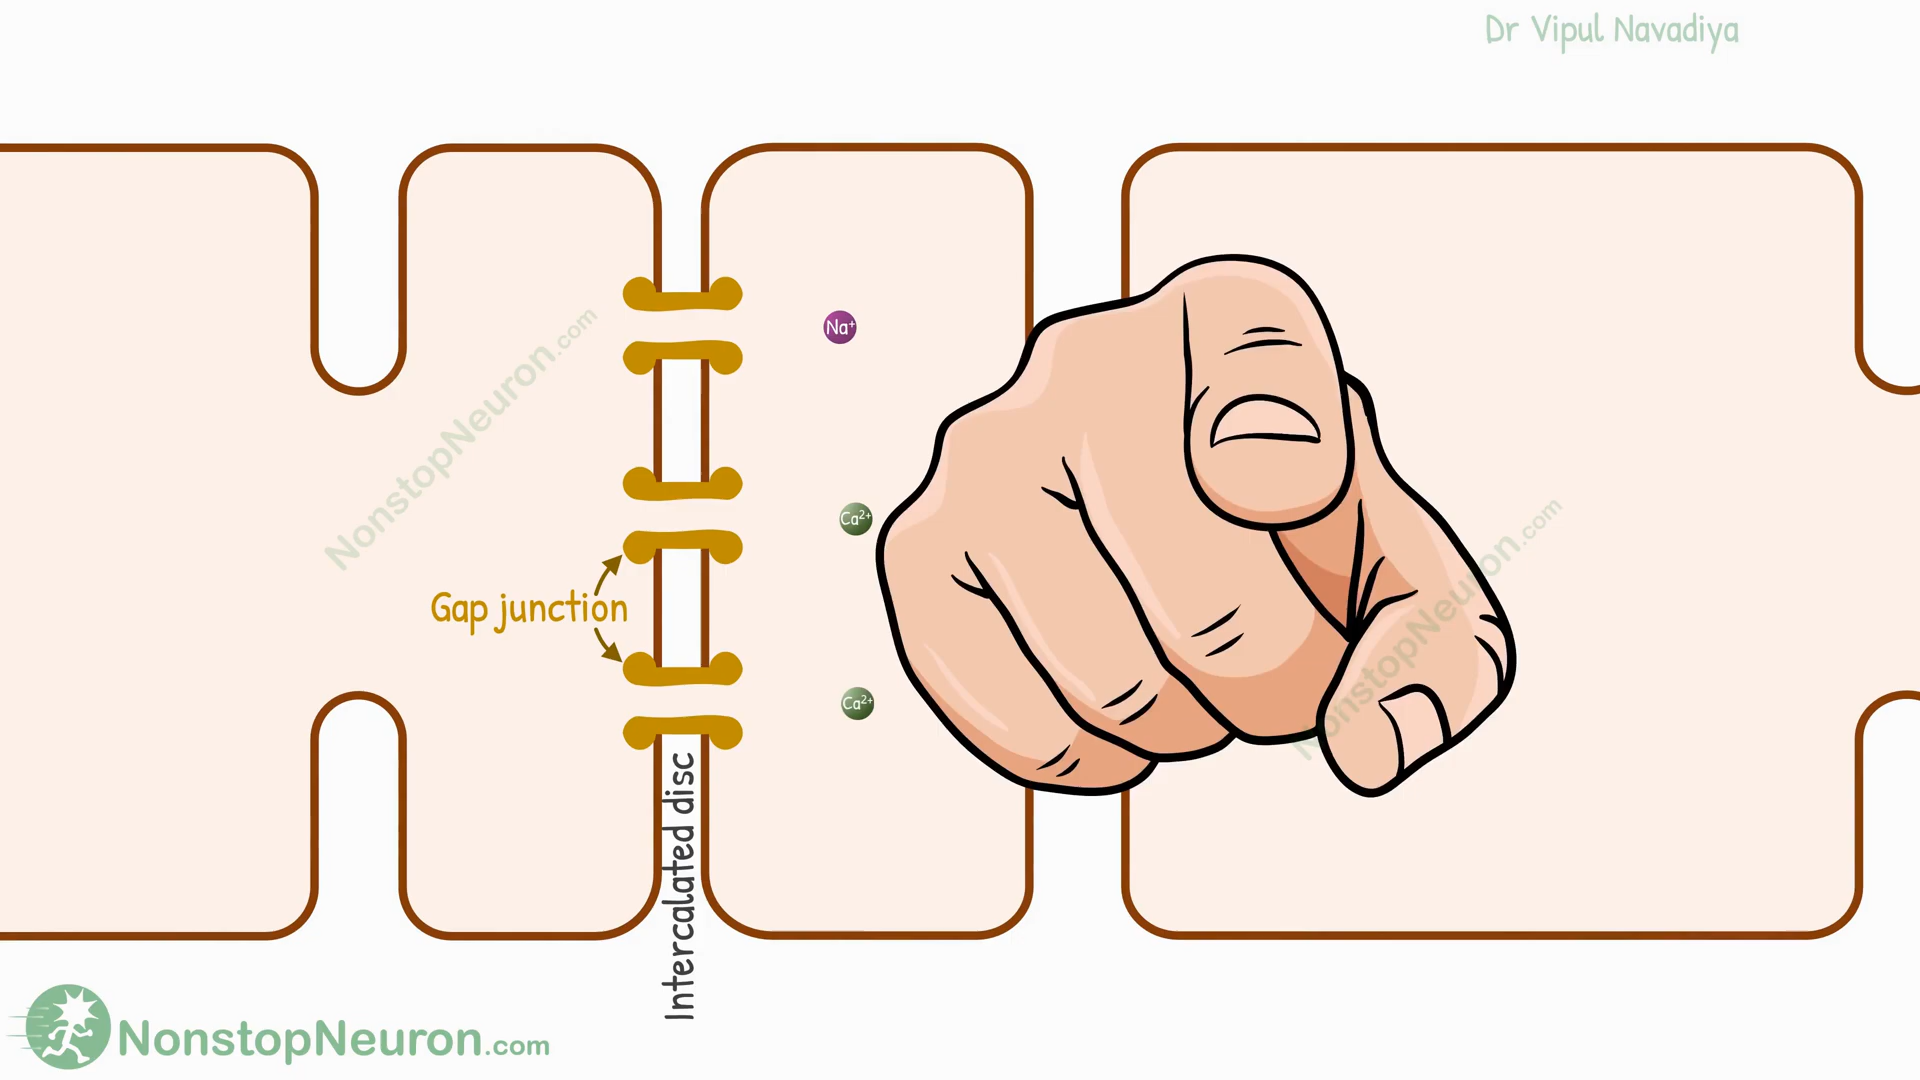 Dr Vipul Navadiya
NonstopNeuron.com
Na⁺
Ca²⁺
NonstopNeuron.com
Gap junction
Ca²⁺
Intercalated disc
NonstopNeuron.com